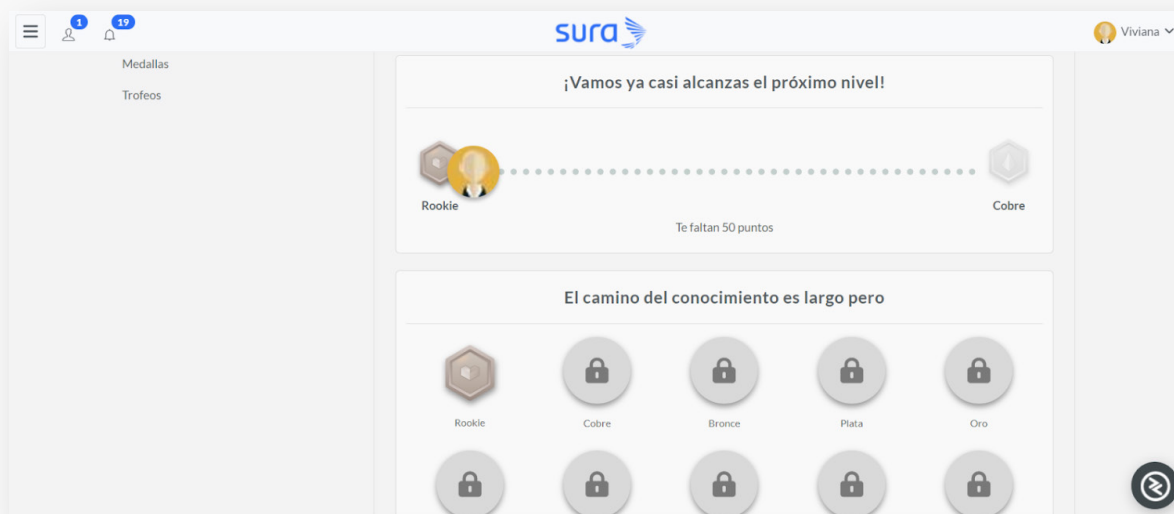 1
19
sura
Viviana
Medallas
Trofeos
¡Vamos ya casi alcanzas el próximo nivel!
Rookie
Cobre
Te faltan 50 puntos
El camino del conocimiento es largo pero
Rookie
Cobre
Bronce
Plata
Oro